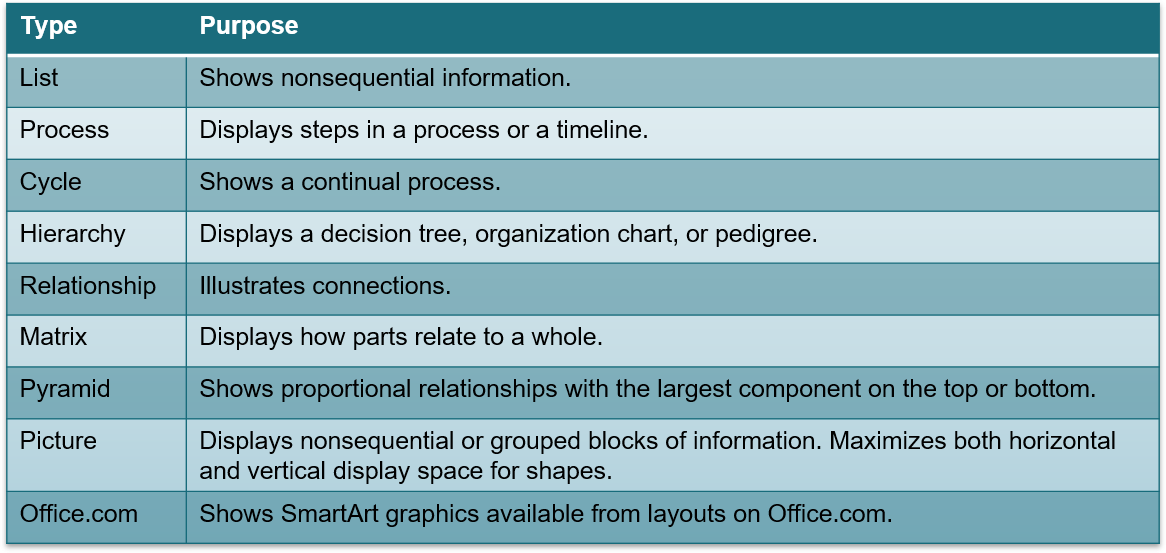 Type Purpose
List Shows nonsequential information.
Process Displays steps in a process or a timeline.
Cycle Shows a continual process.
Hierarchy Displays a decision tree, organization chart, or pedigree.
Relationship Illustrates connections.
Matrix Displays how parts relate to a whole.
Pyramid Shows proportional relationships with the largest component on the top or bottom.
Picture Displays nonsequential or grouped blocks of information. Maximizes both horizontal
and vertical display space for shapes.
Office.com Shows SmartArt graphics available from layouts on Office.com.